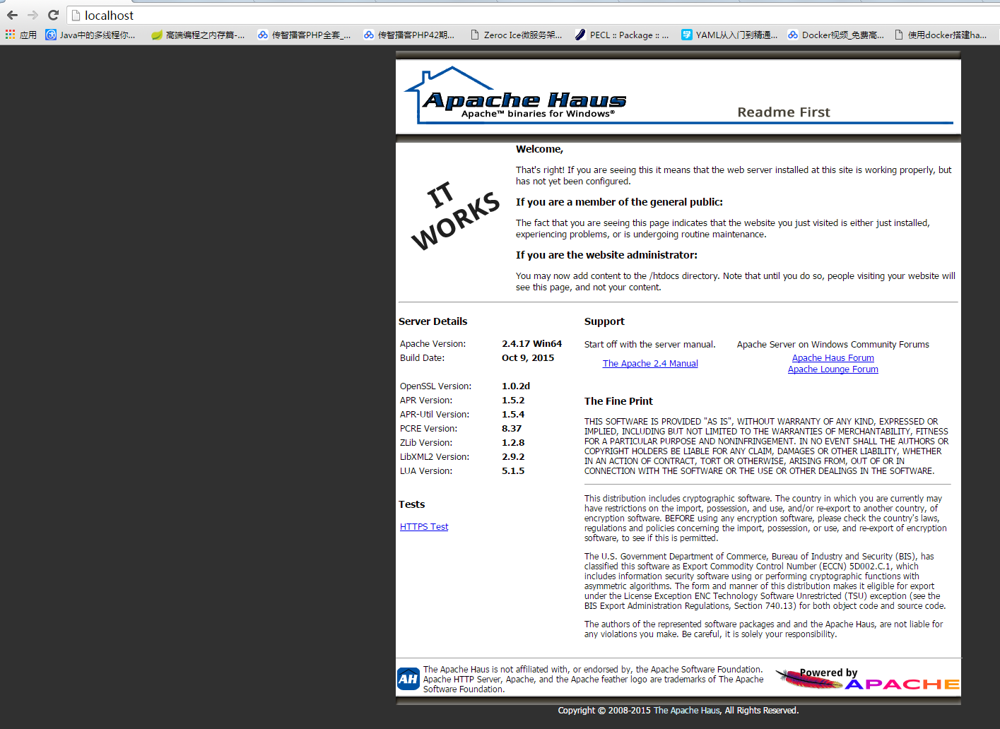 localhost
应用 Java中的多线程你... 高端编程之内存篇-... 传智播客PHP全套_... 传智播客PHP42期... Zeroc Ice微服务架... PECL :: Package :: ... YAML从入门到精通... Docker视频_免费高... 使用docker搭建ha...
Apache Haus
Apache™ binaries for Windows®
Readme First
IT
WORKS
Welcome,
That's right! If you are seeing this it means that the web server installed at this site is working properly, but
has not yet been configured.
If you are a member of the general public:
The fact that you are seeing this page indicates that the website you just visited is either just installed,
experiencing problems, or is undergoing routine maintenance.
If you are the website administrator:
You may now add content to the /htdocs directory. Note that until you do so, people visiting your website will
see this page, and not your content.
Server Details
Apache Version: 2.4.17 Win64
Build Date: Oct 9, 2015
OpenSSL Version: 1.0.2d
APR Version: 1.5.2
APR-Util Version: 1.5.4
PCRE Version: 8.37
ZLib Version: 1.2.8
LibXML2 Version: 2.9.2
LUA Version: 5.1.5
Tests
HTTPS Test
Support
Start off with the server manual.
The Apache 2.4 Manual
Apache Server on Windows Community Forums
Apache Haus Forum
Apache Lounge Forum
The Fine Print
THIS SOFTWARE IS PROVIDED "AS IS", WITHOUT WARRANTY OF ANY KIND, EXPRESSED OR
IMPLIED, INCLUDING BUT NOT LIMITED TO THE WARRANTIES OF MERCHANTABILITY, FITNESS
FOR A PARTICULAR PURPOSE AND NONINFRINGEMENT. IN NO EVENT SHALL THE AUTHORS OR
COPYRIGHT HOLDERS BE LIABLE FOR ANY CLAIM, DAMAGES OR OTHER LIABILITY, WHETHER
IN AN ACTION OF CONTRACT, TORT OR OTHERWISE, ARISING FROM, OUT OF OR IN
CONNECTION WITH THE SOFTWARE OR THE USE OR OTHER DEALINGS IN THE SOFTWARE.
This distribution includes cryptographic software. The country in which you are currently may
have restrictions on the import, possession, and use, and/or re-export to another country, of
encryption software. BEFORE using any encryption software, please check the country's laws,
regulations and policies concerning the import, possession, or use, and re-export of encryption
software, to see if this is permitted.
The U.S. Government Department of Commerce, Bureau of Industry and Security (BIS), has
classified this software as Export Commodity Control Number (ECCN) 5D002.C.1, which
includes information security software using or performing cryptographic functions with
asymmetric algorithms. The form and manner of this distribution makes it eligible for export
under the License Exception ENC Technology Software Unrestricted (TSU) exception (see the
BIS Export Administration Regulations, Section 740.13) for both object code and source code.
The authors of the represented software packages and and the Apache Haus, are not liable for
any violations you make. Be careful, it is solely your responsibility.
AH
The Apache Haus is not affiliated with, or endorsed by, the Apache Software Foundation.
Apache HTTP Server, Apache, and the Apache feather logo are trademarks of The Apache
Software Foundation.
Powered by
APACHE
Copyright © 2008-2015 The Apache Haus, All Rights Reserved.